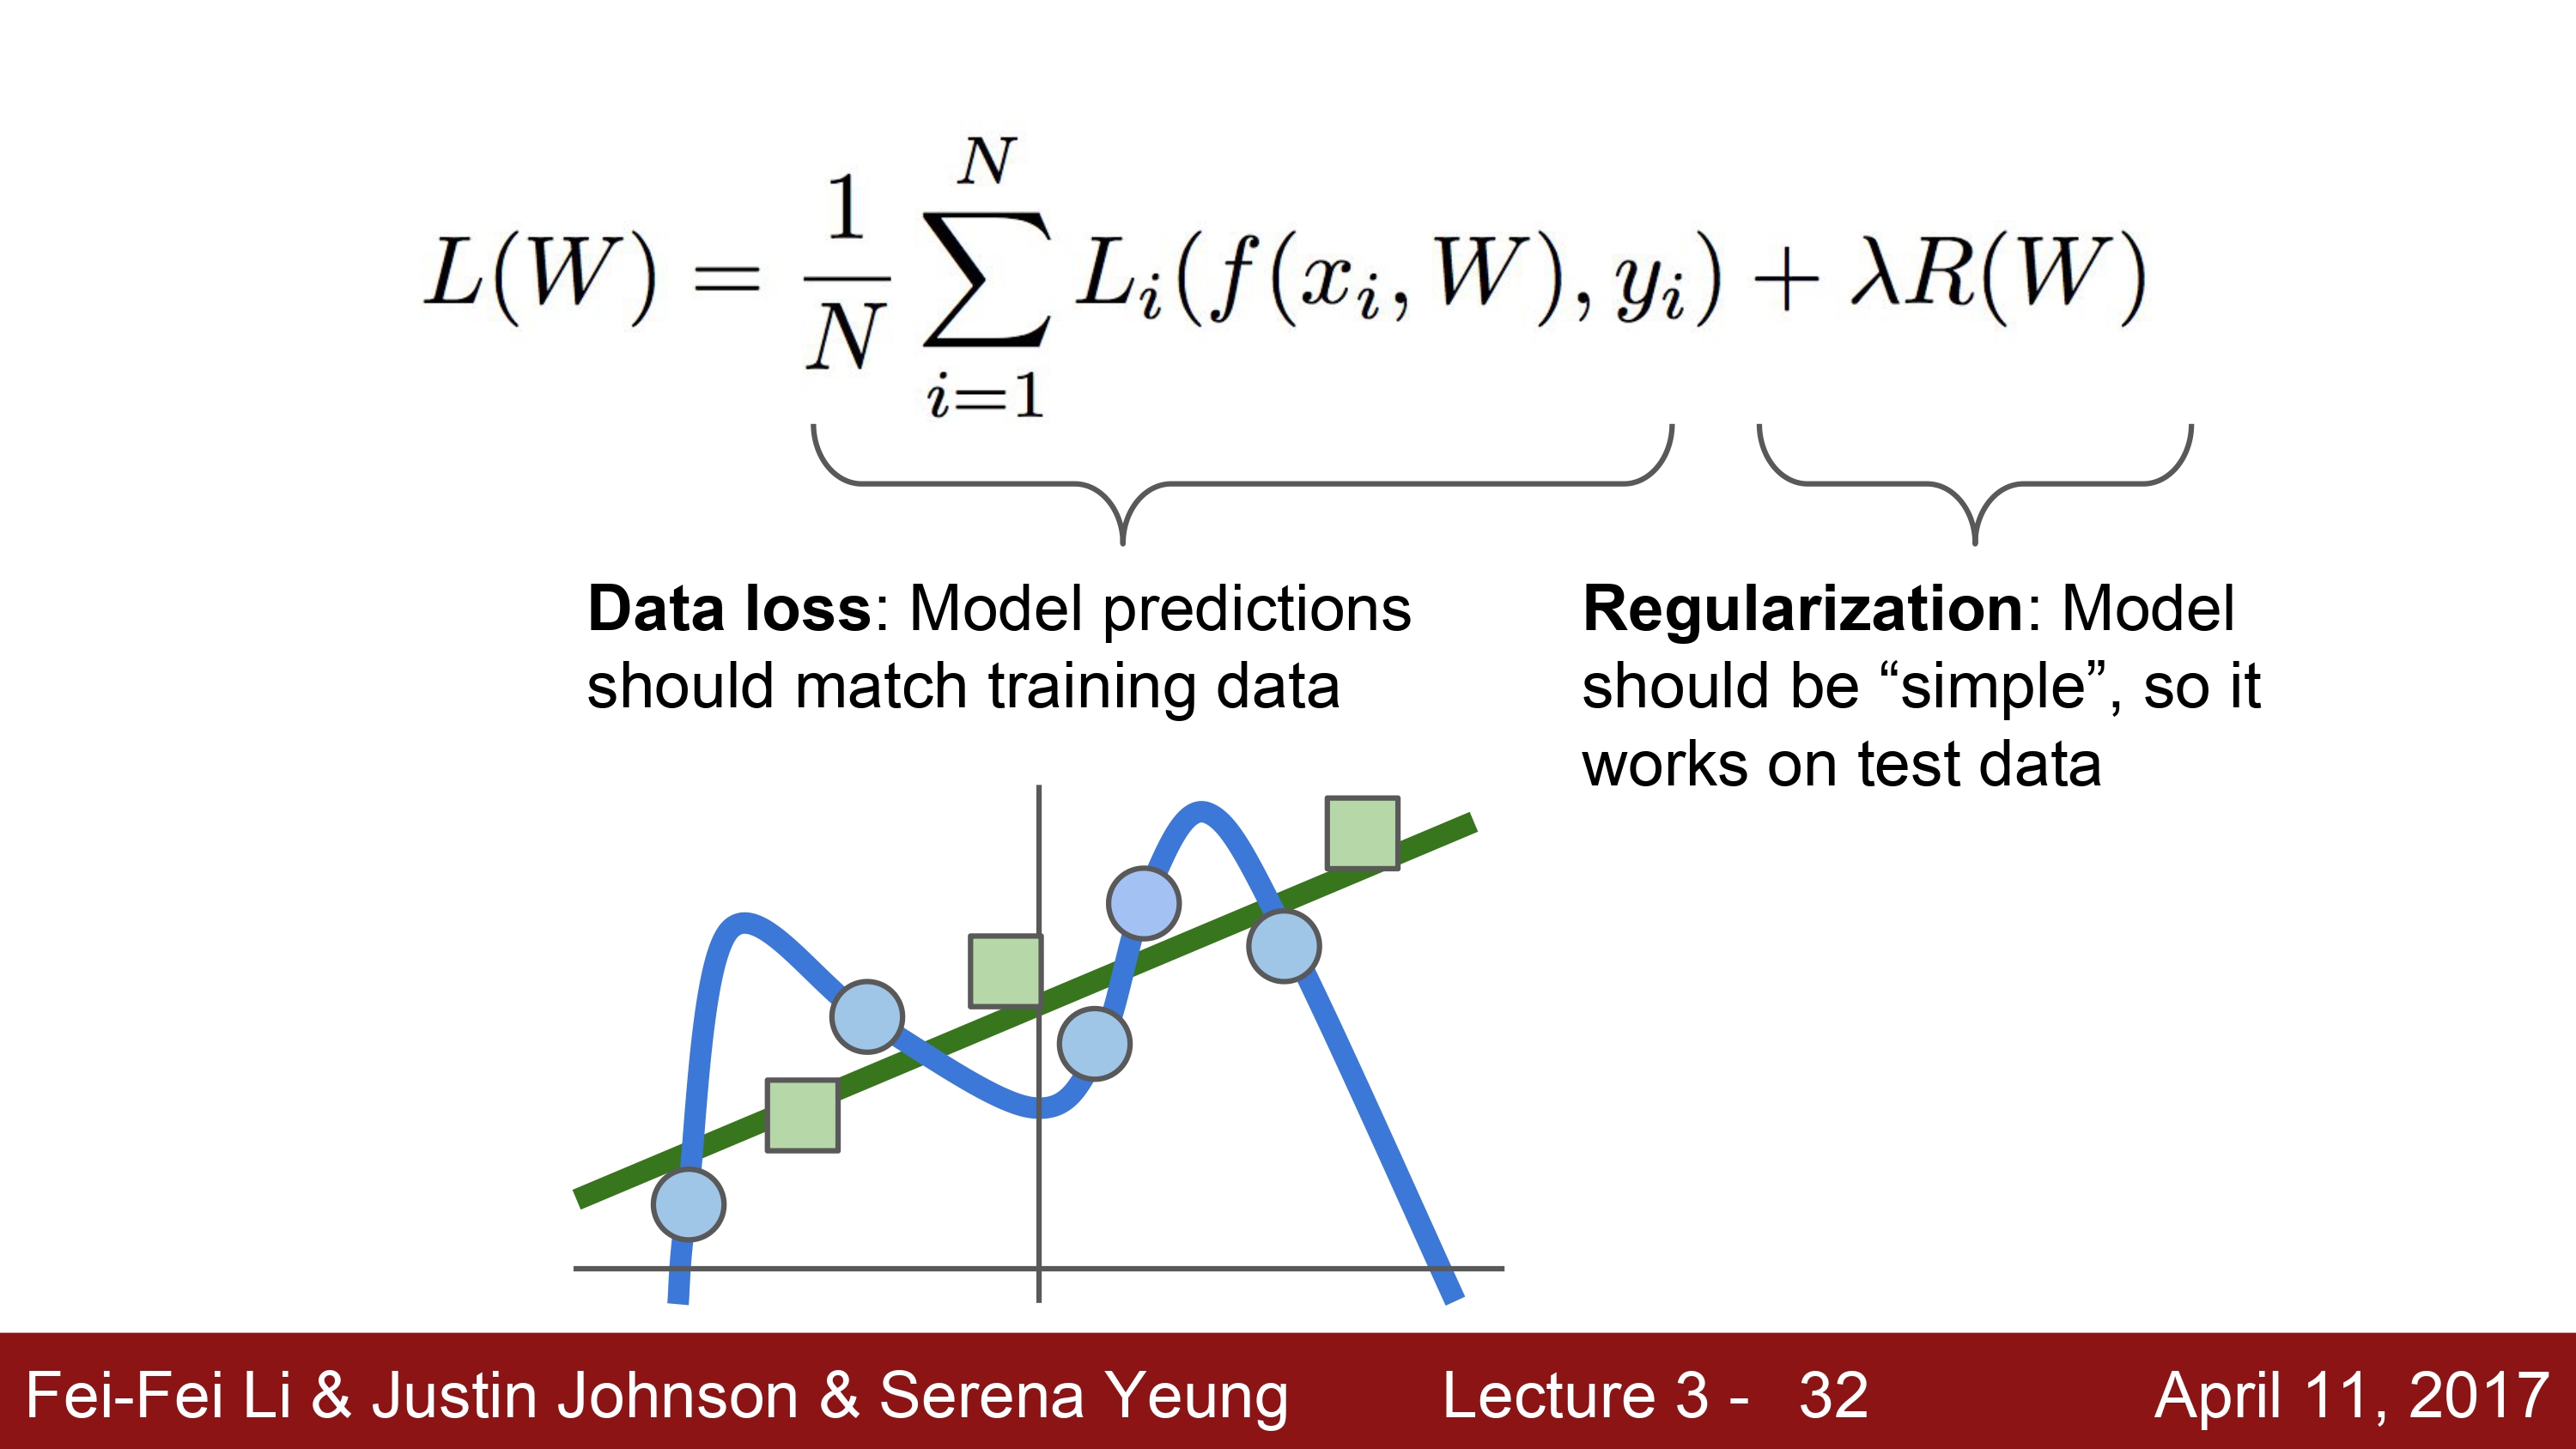 L(W) = \frac{1}{N} \sum_{i=1}^{N} L_i(f(x_i, W), y_i) + \lambda R(W)
Data loss: Model predictions
should match training data
Regularization: Model
should be “simple”, so it
works on test data
Fei-Fei Li & Justin Johnson & Serena Yeung Lecture 3 - 32 April 11, 2017